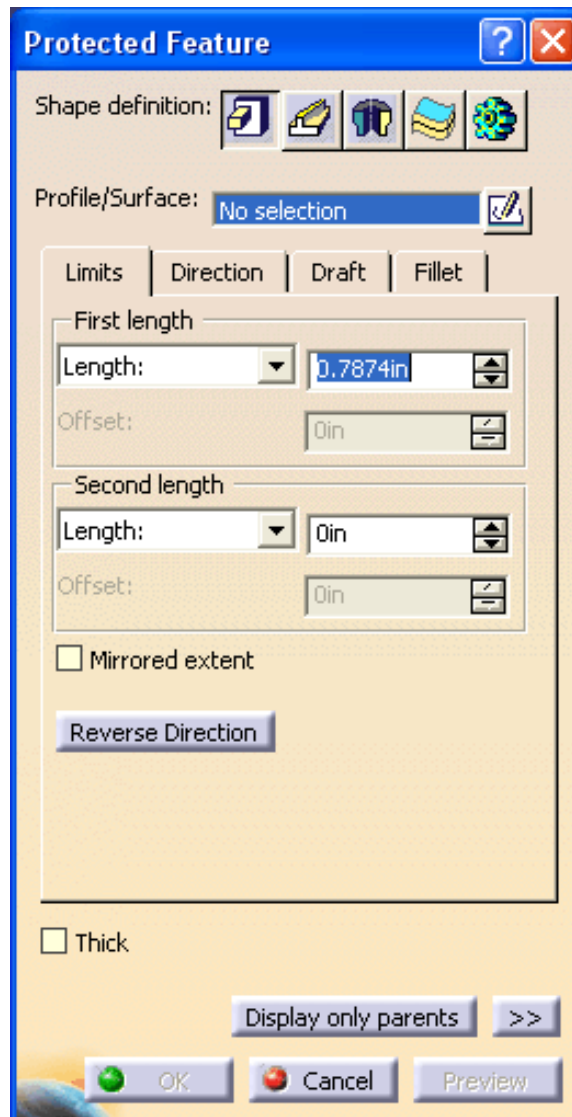 Protected Feature
Shape definition:
Profile/Surface: No selection
Limits Direction Draft Fillet
First length
Length: 0.7874in
Offset: 0in
Second length
Length: 0in
Offset: 0in
Mirrored extent
Reverse Direction
Thick
Display only parents >>
OK Cancel Preview